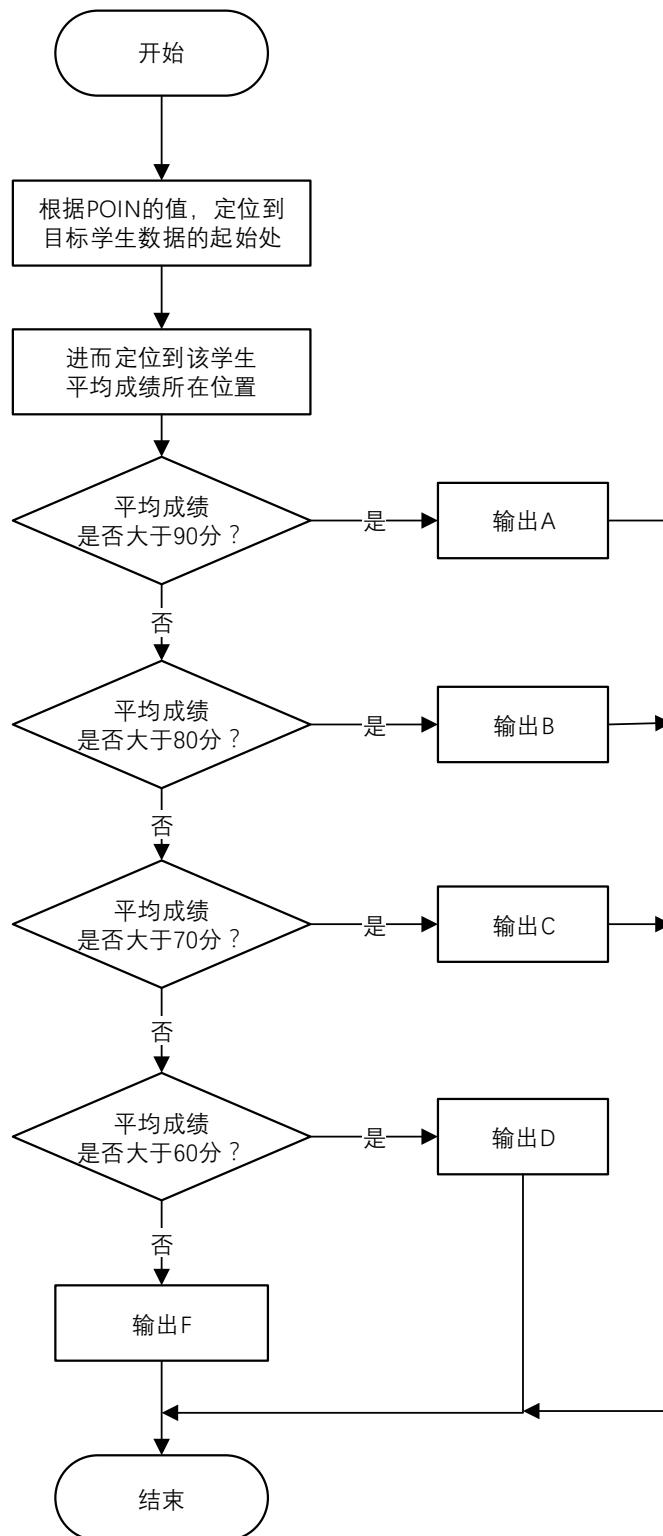 开始
根据POIN的值，定位到
目标学生数据的起始处
进而定位到该学生
平均成绩所在位置
平均成绩
是否大于90分？
是
输出A
否
平均成绩
是否大于80分？
是
输出B
否
平均成绩
是否大于70分？
是
输出C
否
平均成绩
是否大于60分？
是
输出D
否
输出F
结束